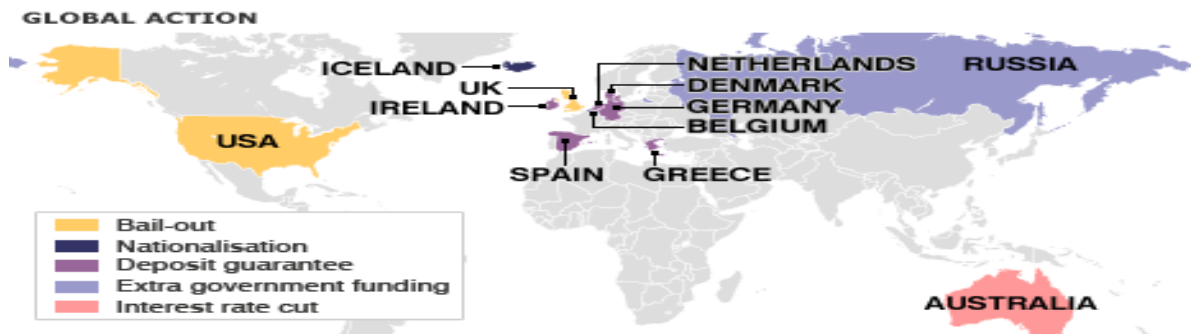 GLOBAL ACTION
ICELAND
UK
IRELAND
USA
NETHERLANDS
DENMARK
GERMANY
BELGIUM
RUSSIA
SPAIN
GREECE
AUSTRALIA
Bail-out
Nationalisation
Deposit guarantee
Extra government funding
Interest rate cut